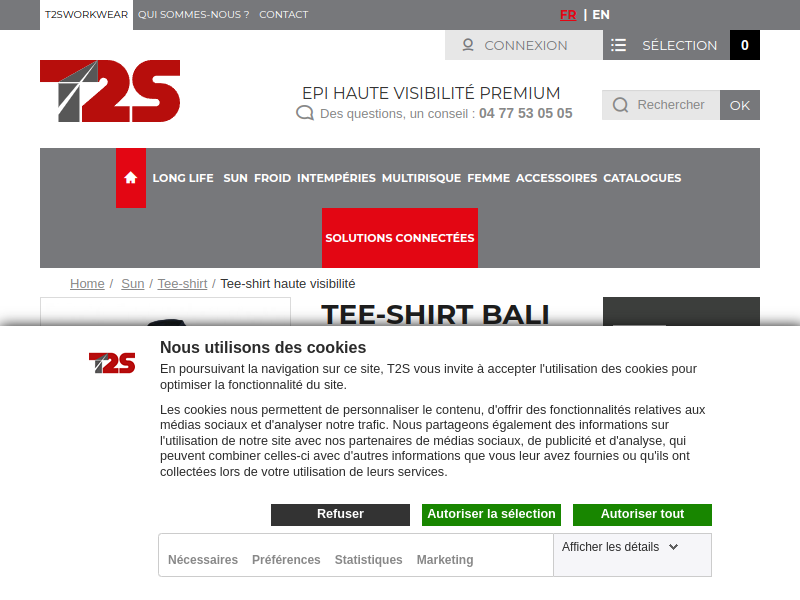 T2SWORKWEAR QUI SOMMES-NOUS ? CONTACT FR | EN
CONNEXION SÉLECTION 0
T2S
EPI HAUTE VISIBILITÉ PREMIUM
Des questions, un conseil : 04 77 53 05 05
Rechercher OK
LONG LIFE SUN FROID INTEMPÉRIES MULTIRISQUE FEMME ACCESSOIRES CATALOGUES
SOLUTIONS CONNECTÉES
Home / Sun / Tee-shirt / Tee-shirt haute visibilité
TEE-SHIRT BALI
T2S
Nous utilisons des cookies
En poursuivant la navigation sur ce site, T2S vous invite à accepter l'utilisation des cookies pour
optimiser la fonctionnalité du site.
Les cookies nous permettent de personnaliser le contenu, d'offrir des fonctionnalités relatives aux
médias sociaux et d'analyser notre trafic. Nous partageons également des informations sur
l'utilisation de notre site avec nos partenaires de médias sociaux, de publicité et d'analyse, qui
peuvent combiner celles-ci avec d'autres informations que vous leur avez fournies ou qu'ils ont
collectées lors de votre utilisation de leurs services.
Refuser Autoriser la sélection Autoriser tout
Nécessaires Préférences Statistiques Marketing Afficher les détails